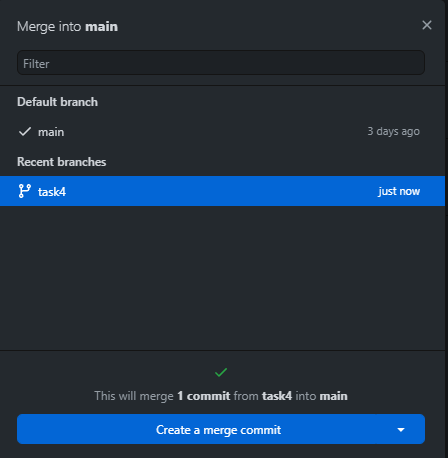 Merge into main
Filter
Default branch
main 3 days ago
Recent branches
task4 just now
This will merge 1 commit from task4 into main
Create a merge commit